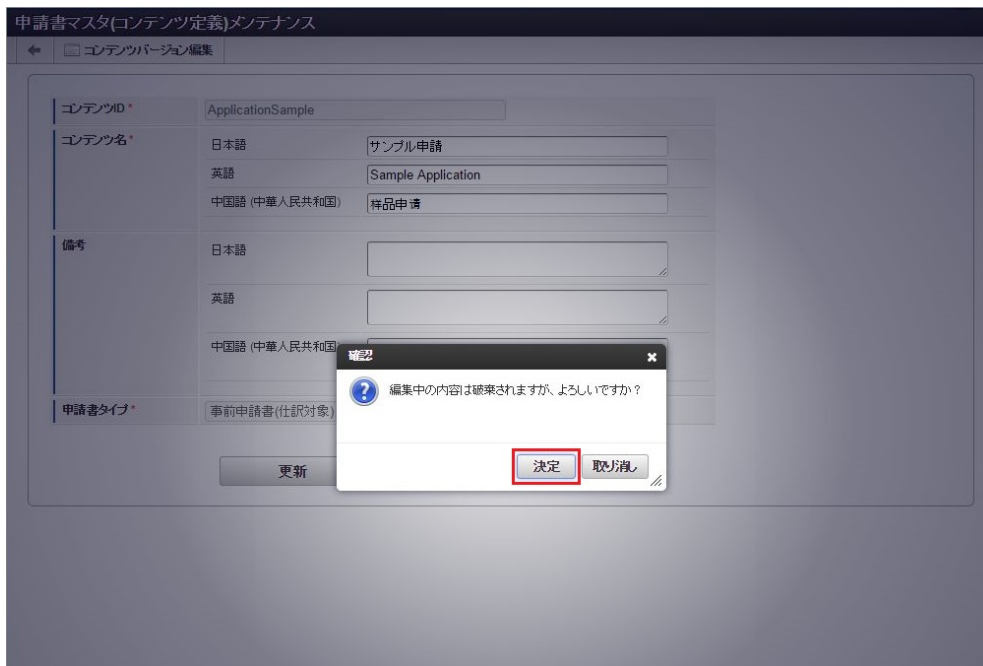 申請書マスタ(コンテンツ定義)メンテナンス
コンテンツバージョン編集
コンテンツID* ApplicationSample
コンテンツ名* 日本語 サンプル申請
英語 Sample Application
中国語 (中華人民共和国) 样品申请
備考 日本語
英語
中国語 (中華人民共和国)
確認
編集中の内容は破棄されますが、よろしいですか?
申請書タイプ* 事前申請書(仕訳対象)
決定 取り消し
更新